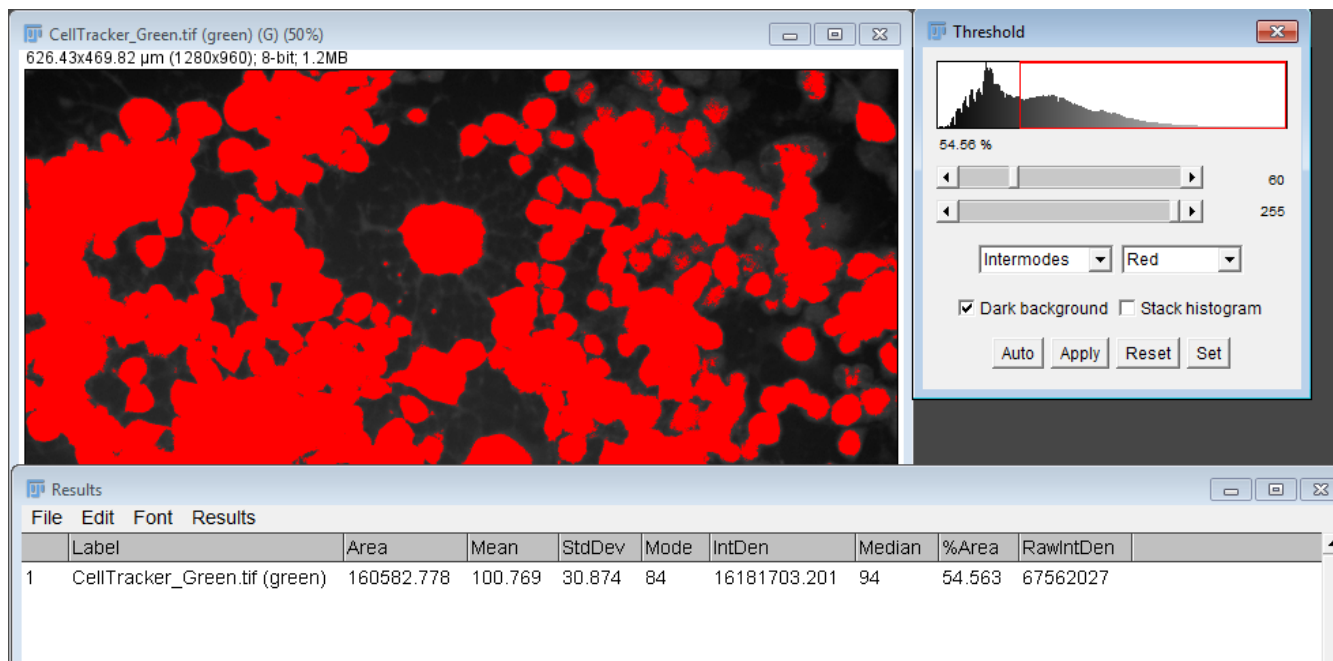 CellTracker_Green.tif (green) (G) (50%)
626.43x469.82 µm (1280x960); 8-bit; 1.2MB
Threshold
54.56 %
60
255
Intermodes Red
Dark background Stack histogram
Auto Apply Reset Set
Results
File Edit Font Results
Label Area Mean StdDev Mode IntDen Median %Area RawIntDen
1 CellTracker_Green.tif (green) 160582.778 100.769 30.874 84 16181703.201 94 54.563 67562027